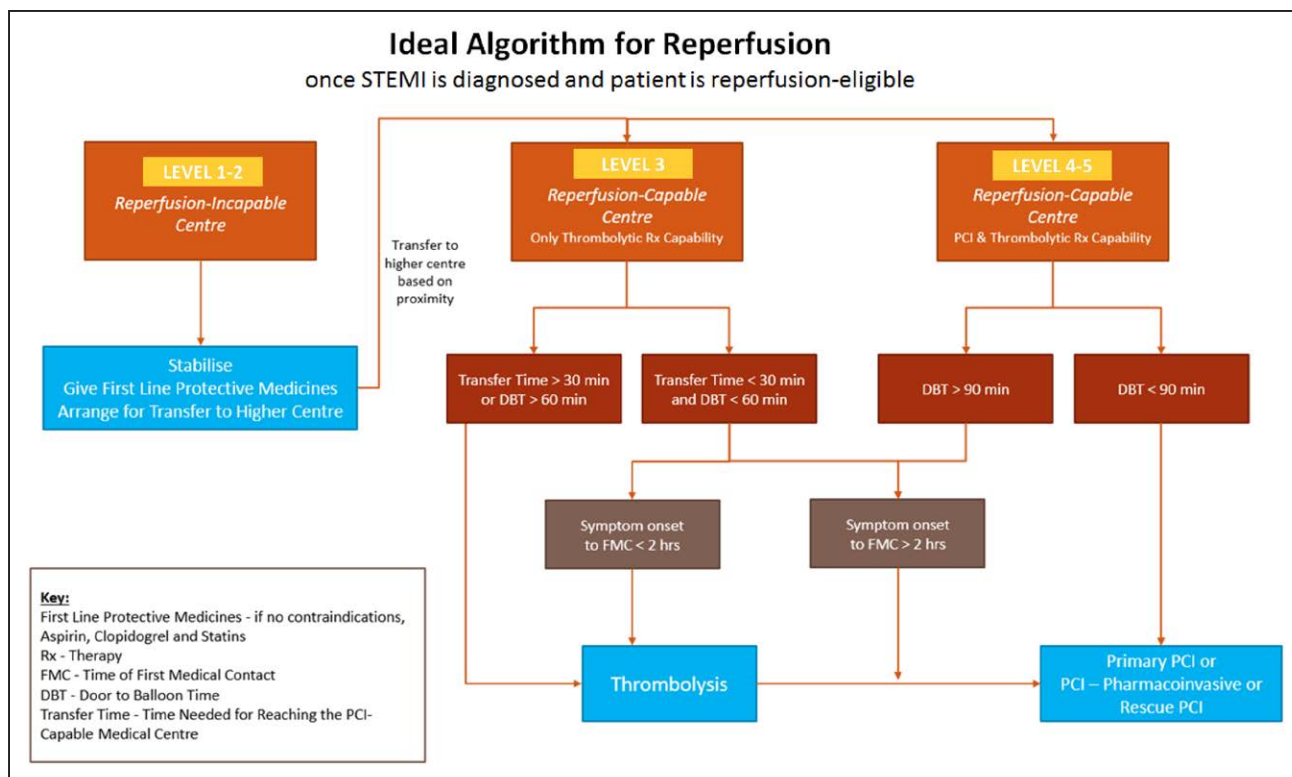 Ideal Algorithm for Reperfusion
once STEMI is diagnosed and patient is reperfusion-eligible
LEVEL 1-2
Reperfusion-Incapable
Centre
Transfer to
higher centre
based on
proximity
LEVEL 3
Reperfusion-Capable
Centre
Only Thrombolytic Rx Capability
LEVEL 4-5
Reperfusion-Capable
Centre
PCI & Thrombolytic Rx Capability
Stabilise
Give First Line Protective Medicines
Arrange for Transfer to Higher Centre
Transfer Time > 30 min
or DBT > 60 min
Transfer Time < 30 min
and DBT < 60 min
DBT > 90 min
DBT < 90 min
Symptom onset
to FMC < 2 hrs
Symptom onset
to FMC > 2 hrs
Key:
First Line Protective Medicines - if no contraindications,
Aspirin, Clopidogrel and Statins
Rx - Therapy
FMC - Time of First Medical Contact
DBT - Door to Balloon Time
Transfer Time - Time Needed for Reaching the PCI-
Capable Medical Centre
Thrombolysis
Primary PCI or
PCI – Pharmacoinvasive or
Rescue PCI